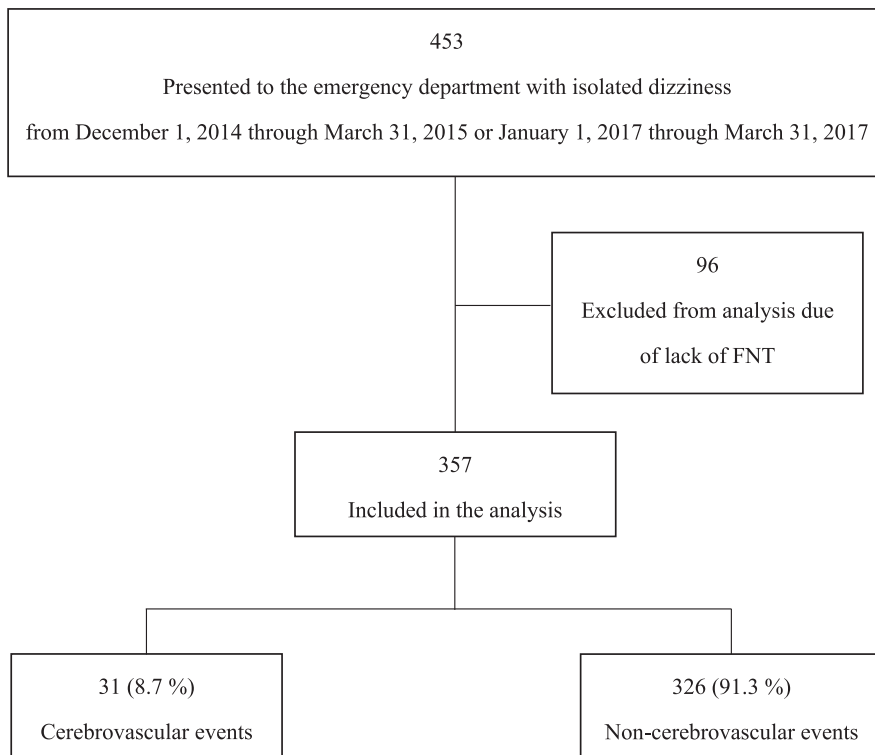 453
Presented to the emergency department with isolated dizziness
from December 1, 2014 through March 31, 2015 or January 1, 2017 through March 31, 2017
96
Excluded from analysis due
of lack of FNT
357
Included in the analysis
31 (8.7 %)
Cerebrovascular events
326 (91.3 %)
Non-cerebrovascular events